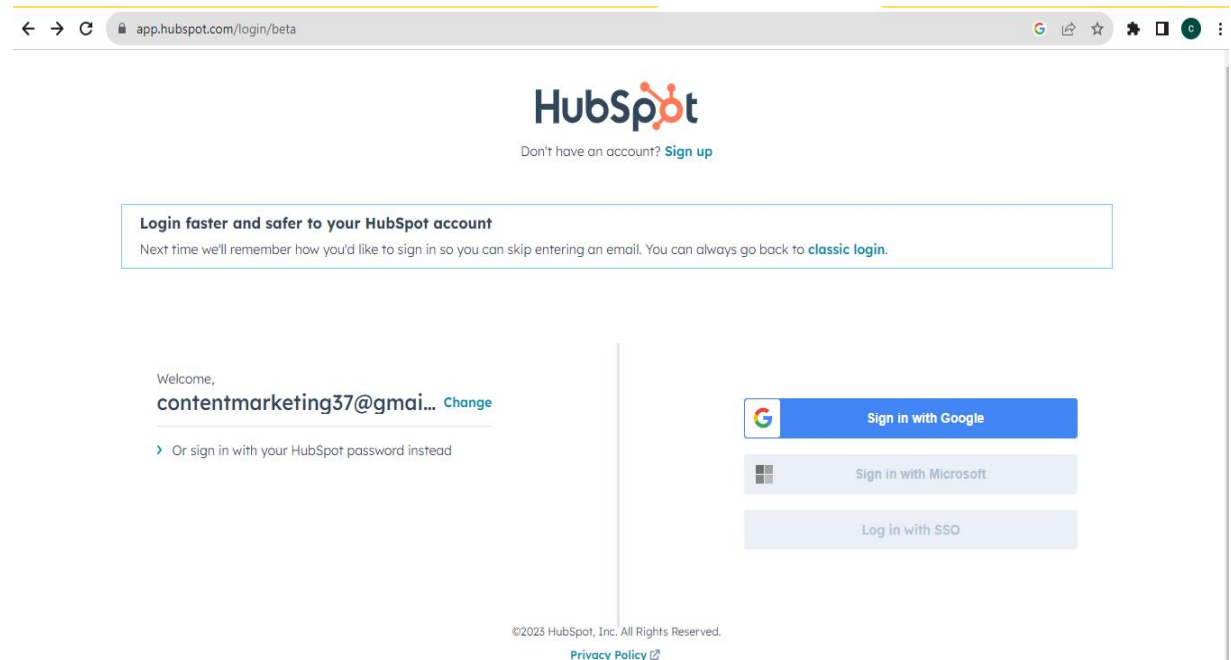 app.hubspot.com/login/beta
HubSpot
Don't have an account? Sign up
Login faster and safer to your HubSpot account
Next time we'll remember how you'd like to sign in so you can skip entering an email. You can always go back to classic login.
Welcome,
contentmarketing37@gmai... Change
Or sign in with your HubSpot password instead
Sign in with Google
Sign in with Microsoft
Log in with SSO
©2023 HubSpot, Inc. All Rights Reserved.
Privacy Policy